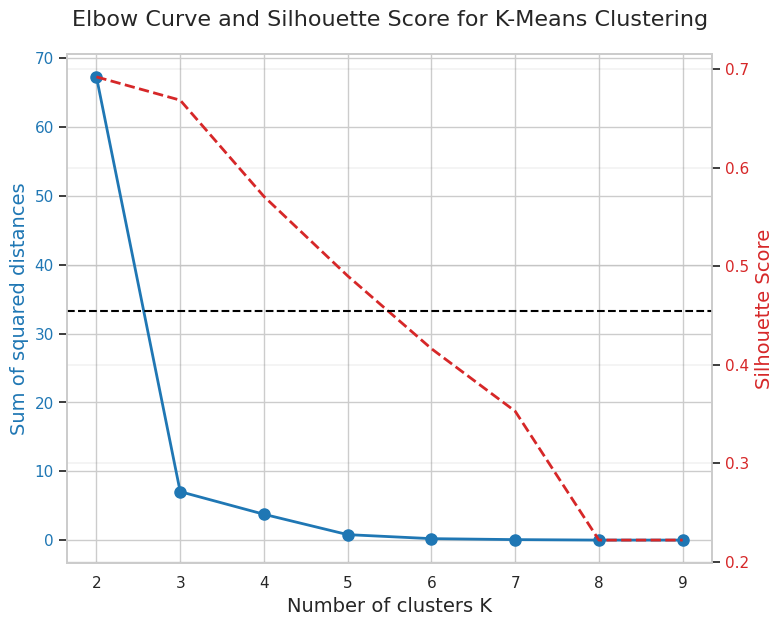 Elbow Curve and Silhouette Score for K-Means Clustering
70
60
50
40
30
20
10
0
Sum of squared distances
0.7
0.6
0.5
0.4
0.3
0.2
Silhouette Score
2 3 4 5 6 7 8 9
Number of clusters K